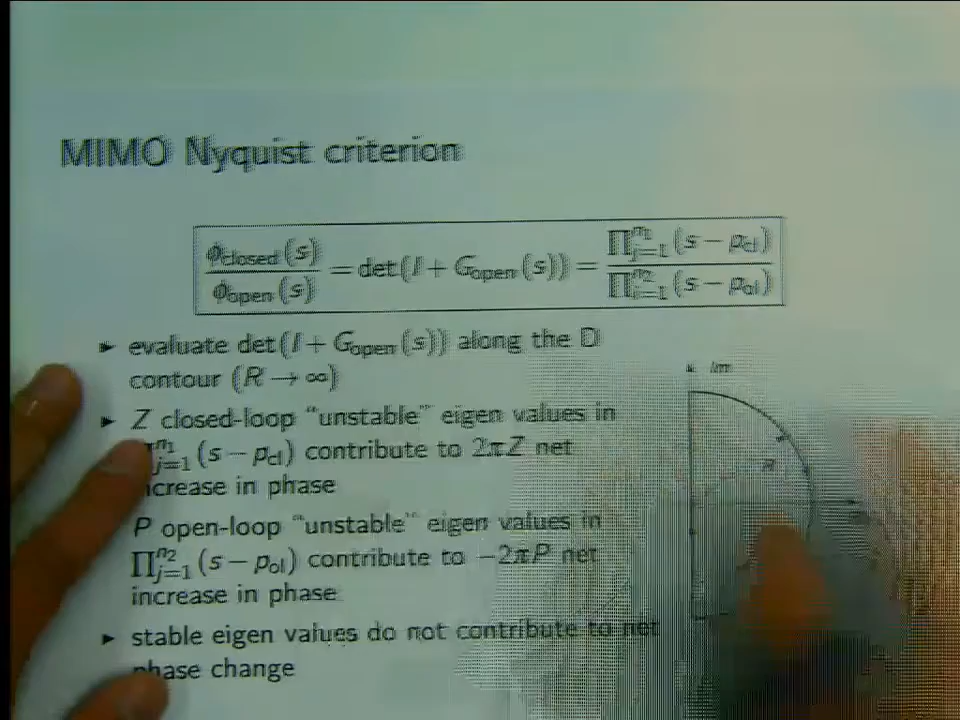 MIMO Nyquist criterion
ϕclosed(s) / ϕopen(s) = det(I + Gopen(s)) = ∏_{j=1}^{n1}(s − pcl) / ∏_{i=1}^{n2}(s − pol)
► evaluate det(I + Gopen(s)) along the D
contour (R → ∞)
► Z closed-loop "unstable" eigen values in
∏_{j=1}^{n1}(s − pcl) contribute to 2πZ net
increase in phase
P open-loop "unstable" eigen values in
∏_{j=1}^{n2}(s − pol) contribute to −2πP net
increase in phase
► stable eigen values do not contribute to net
phase change
Im
R